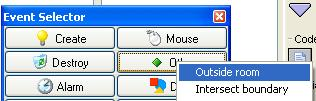 Event Selector
Create
Mouse
Destroy
Ot
Outside room
Alarm
D
Intersect boundary
Code